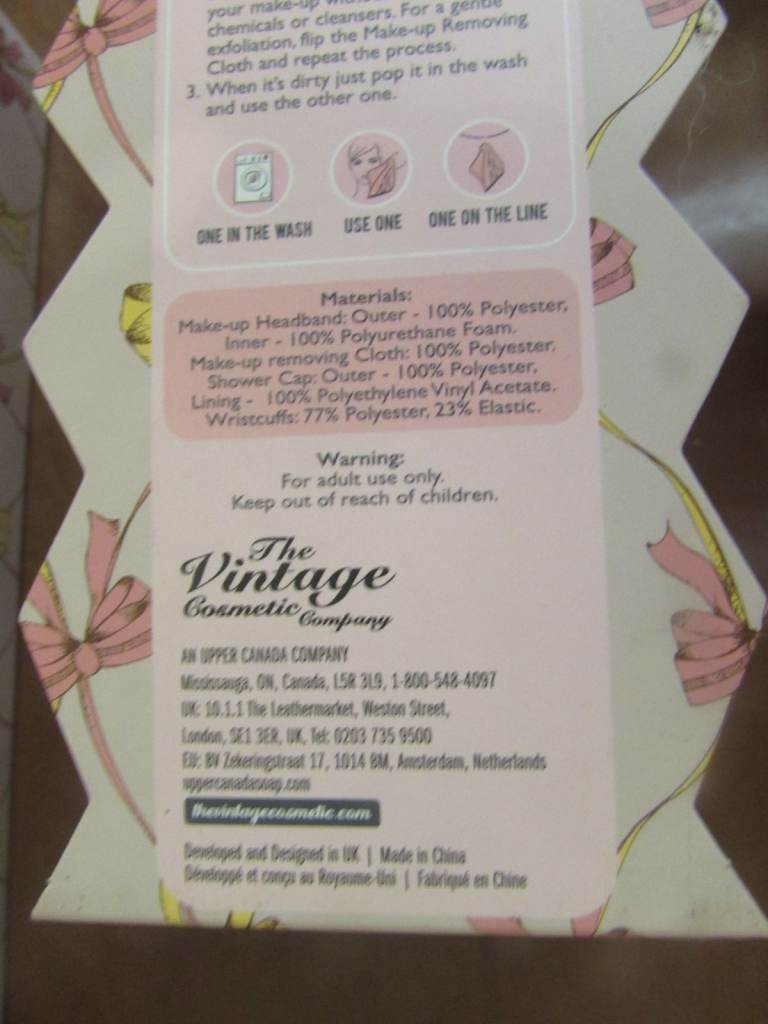 your make-up
chemicals or cleansers. For a gentle
exfoliation, flip the Make-up Removing
Cloth and repeat the process.
3. When it's dirty just pop it in the wash
and use the other one.
ONE IN THE WASH
USE ONE
ONE ON THE LINE
Materials:
Make-up Headband: Outer - 100% Polyester,
Inner - 100% Polyurethane Foam.
Make-up removing Cloth: 100% Polyester.
Shower Cap: Outer - 100% Polyester,
Lining - 100% Polyethylene Vinyl Acetate.
Wristcuffs: 77% Polyester, 23% Elastic.
Warning:
For adult use only.
Keep out of reach of children.
The
Vintage
Cosmetic Company
AN UPPER CANADA COMPANY
Mississauga, ON, Canada, L5R 3L9, 1-800-548-4097
UK: 10.1.1 The Leathermarket, Weston Street,
London, SE1 3ER, UK, Tel: 0203 735 9500
EU: BV Zekeringstraat 17, 1014 BM, Amsterdam, Netherlands
uppercanadasoap.com
thevintagecosmetic.com
Developed and Designed in UK | Made in China
Développé et conçu au Royaume-Uni | Fabriqué en Chine